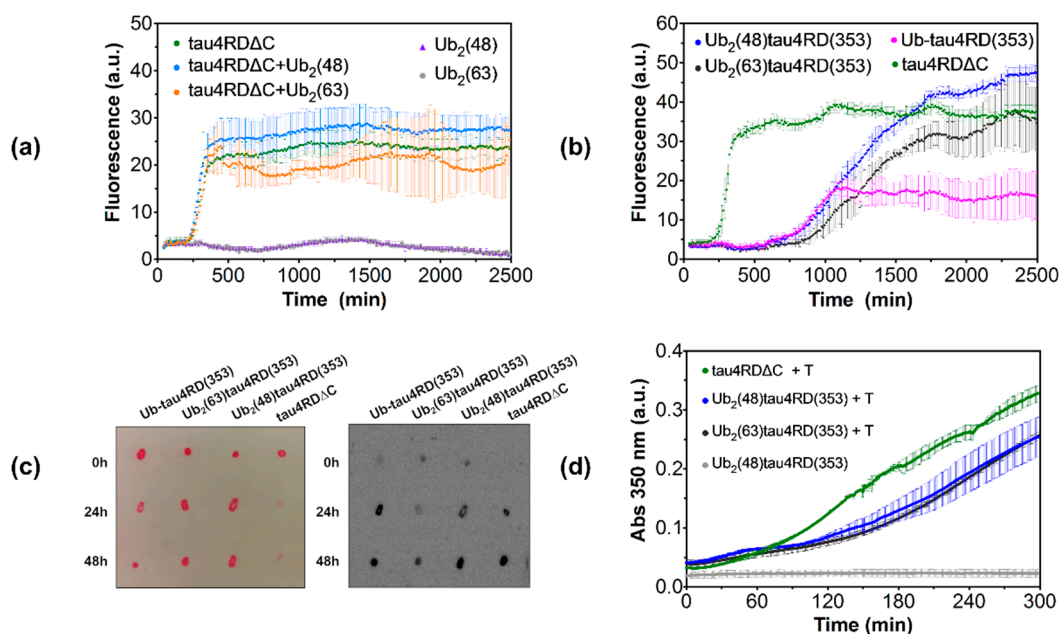 (a)
50
40
30
20
10
0
Fluorescence (a.u.)
tau4RDΔC
tau4RDΔC+Ub2(48)
tau4RDΔC+Ub2(63)
Ub2(48)
Ub2(63)
0 500 1000 1500 2000 2500
Time (min)
(b)
60
50
40
30
20
10
0
Fluorescence (a.u.)
Ub2(48)tau4RD(353)
Ub2(63)tau4RD(353)
Ub-tau4RD(353)
tau4RDΔC
0 500 1000 1500 2000 2500
Time (min)
(c)
Ub-tau4RD(353)
Ub2(63)tau4RD(353)
Ub2(48)tau4RD(353)
tau4RDΔC
0h
24h
48h
Ub-tau4RD(353)
Ub2(63)tau4RD(353)
Ub2(48)tau4RD(353)
tau4RDΔC
0h
24h
48h
(d)
0.4
0.3
0.2
0.1
0.0
Abs 350 nm (a.u.)
tau4RDΔC + T
Ub2(48)tau4RD(353) + T
Ub2(63)tau4RD(353) + T
Ub2(48)tau4RD(353)
0 60 120 180 240 300
Time (min)